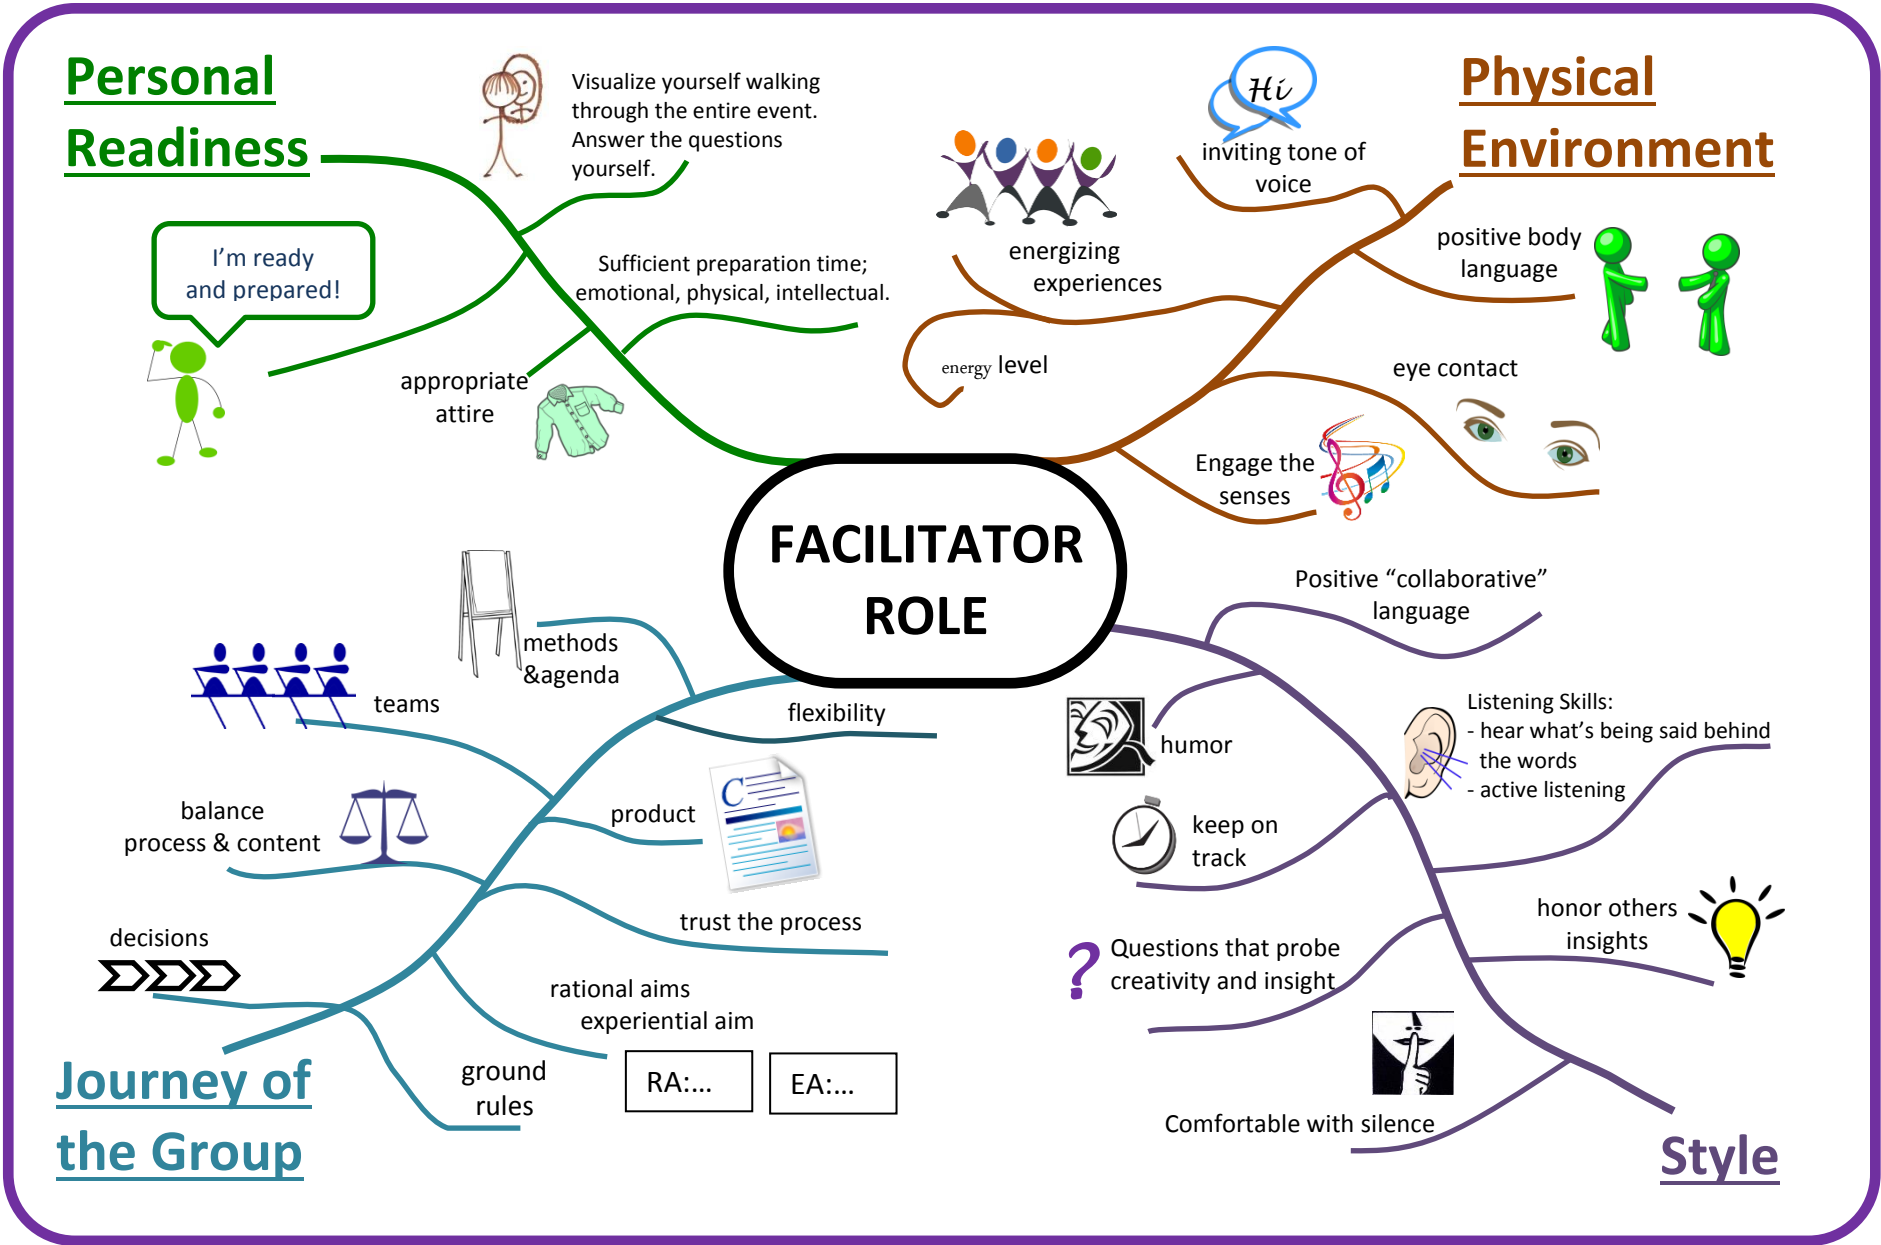 Personal
Readiness
Visualize yourself walking
through the entire event.
Answer the questions
yourself.
I’m ready
and prepared!
Sufficient preparation time;
emotional, physical, intellectual.
appropriate
attire
Physical
Environment
Hi
inviting tone of
voice
positive body
language
energizing
experiences
energy level
eye contact
Engage the
senses
FACILITATOR
ROLE
methods
&agenda
teams
flexibility
balance
process & content
product
C
trust the process
decisions
rational aims
experiential aim
RA:...
EA:...
ground
rules
Journey of
the Group
Positive “collaborative”
language
humor
Listening Skills:
- hear what’s being said behind
the words
- active listening
keep on
track
honor others
insights
?
Questions that probe
creativity and insight
Comfortable with silence
Style